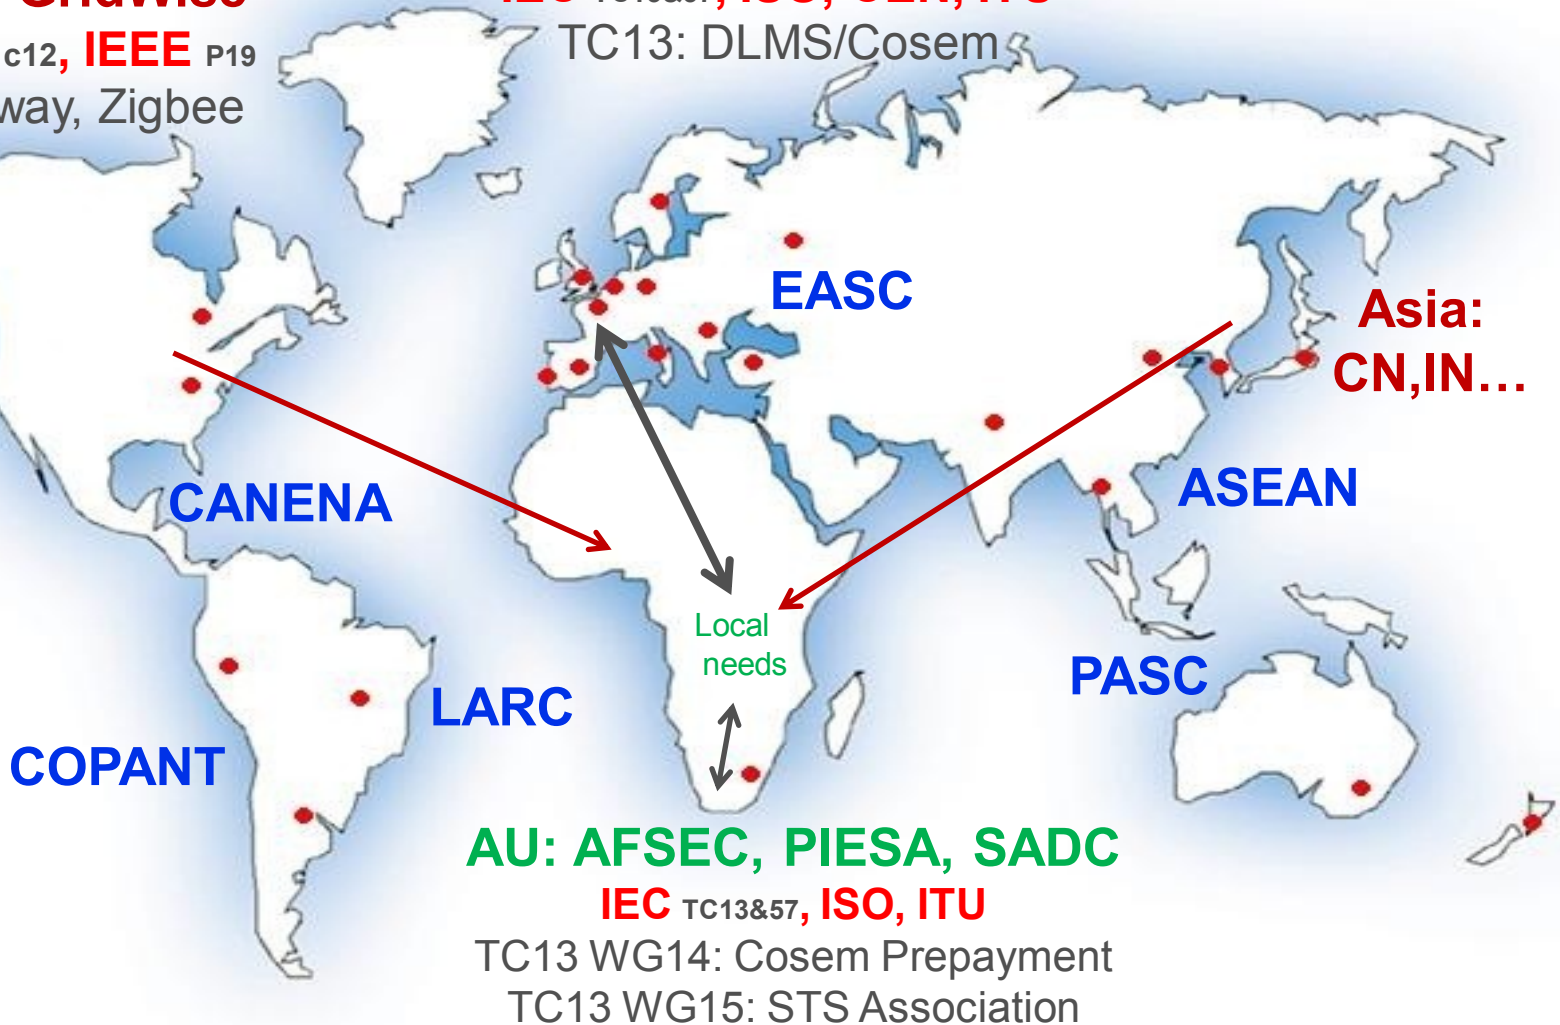 Gridwise
c12, IEEE P19
way, Zigbee
TC13: DLMS/Cosem
EASC
Asia:
CN,IN...
CANENA
ASEAN
Local
needs
PASC
LARC
COPANT
AU: AFSEC, PIESA, SADC
IEC TC13&57, ISO, ITU
TC13 WG14: Cosem Prepayment
TC13 WG15: STS Association